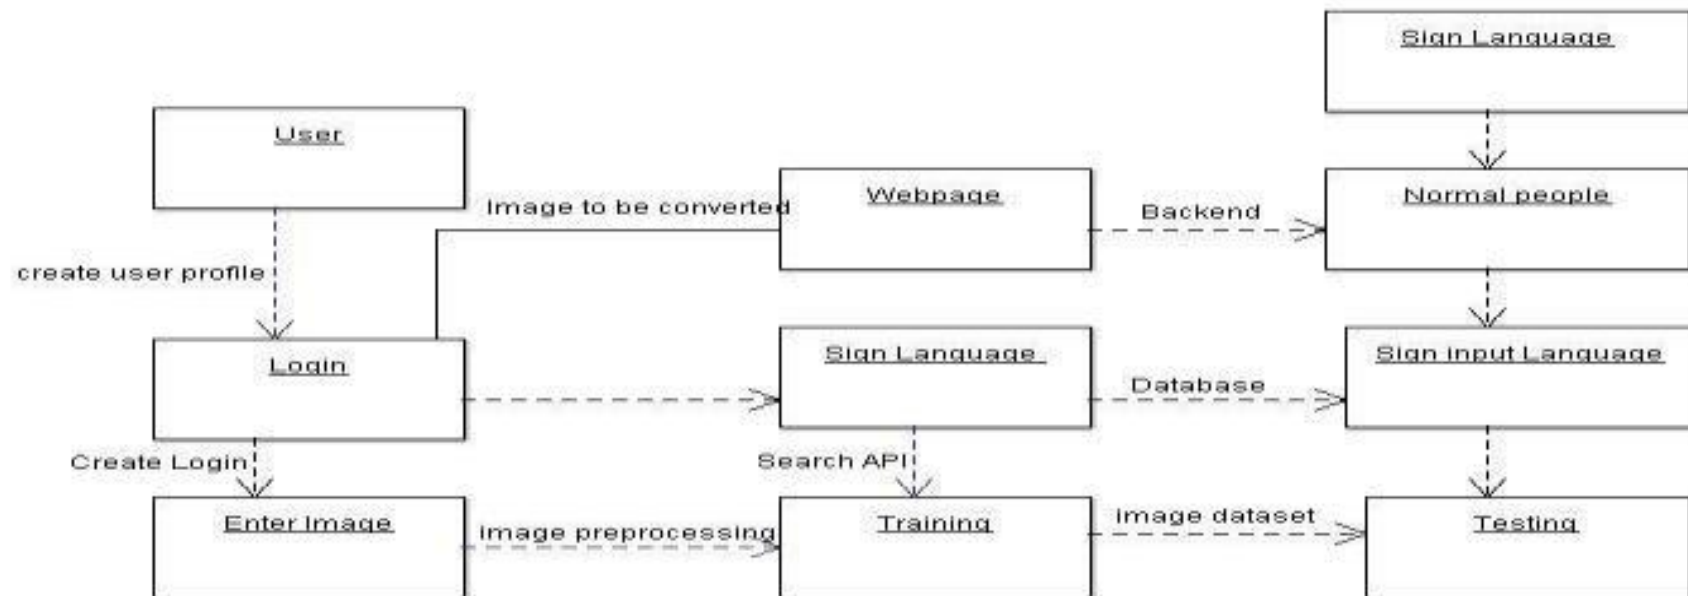 Sign Language
User
Webpage
Normal people
Image to be converted
Backend
create user profile
Login
Sign Language
Sign input Language
Database
Create Login
Search API
Enter Image
Image preprocessing
Training
image dataset
Testing